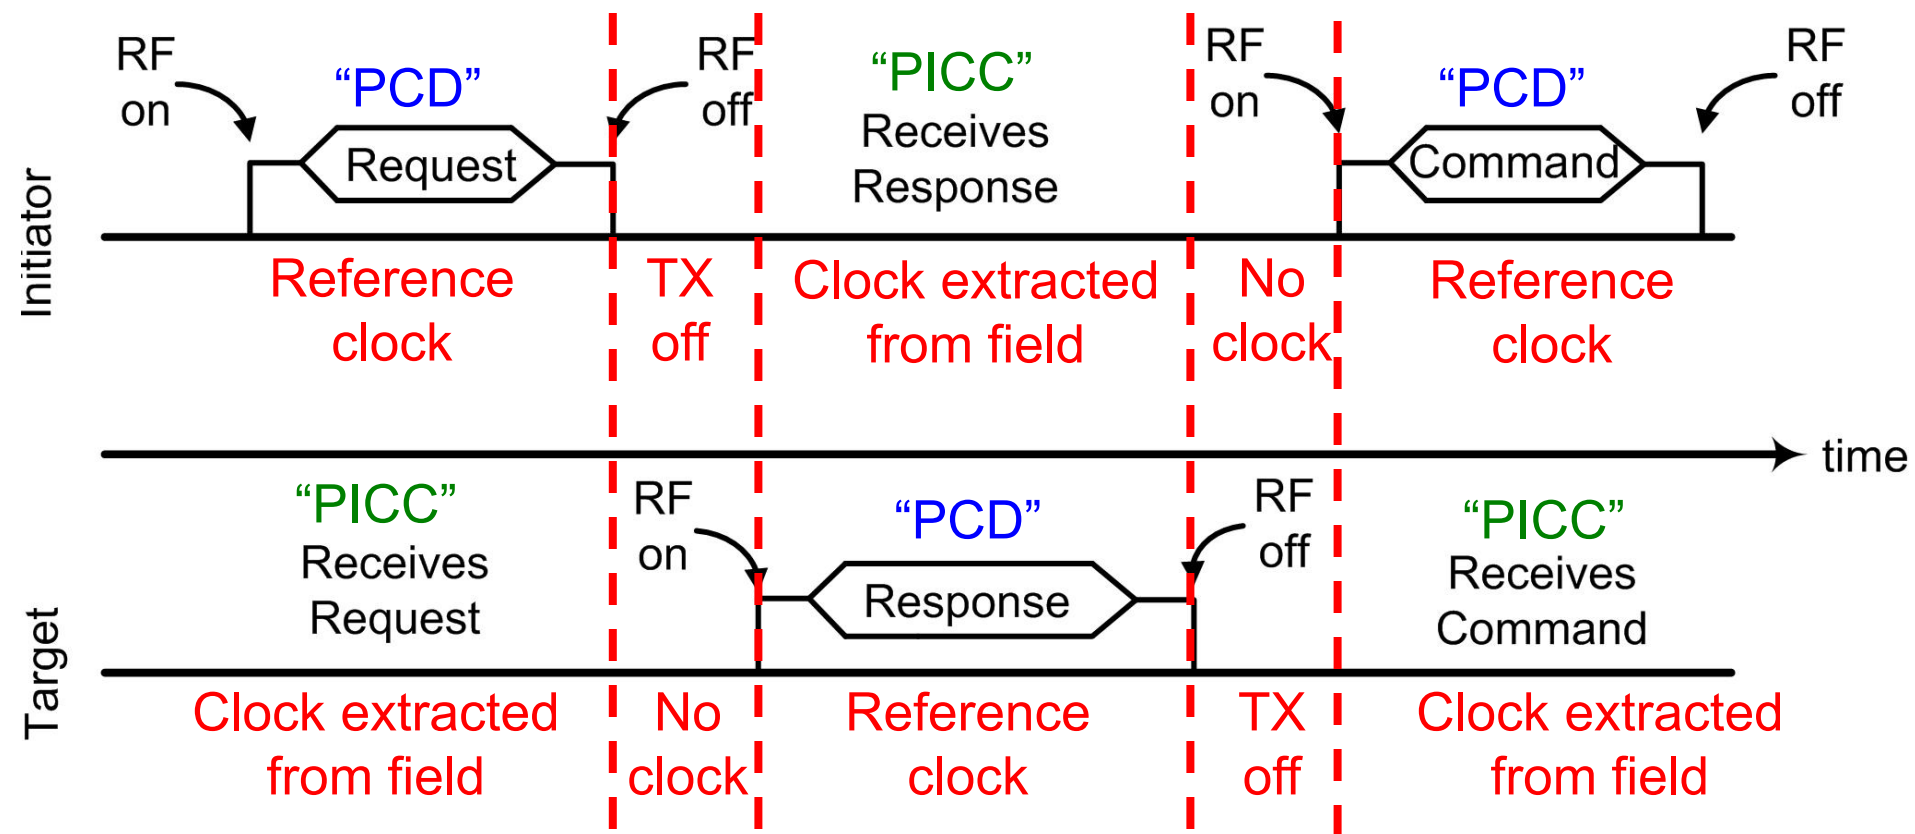 Initiator
RF
on
“PCD”
Request
RF
off
“PICC”
Receives
Response
RF
on
“PCD”
Command
RF
off
Reference
clock
TX
off
Clock extracted
from field
No
clock
Reference
clock
time
Target
“PICC”
Receives
Request
RF
on
“PCD”
Response
RF
off
“PICC”
Receives
Command
Clock extracted
from field
No
clock
Reference
clock
TX
off
Clock extracted
from field